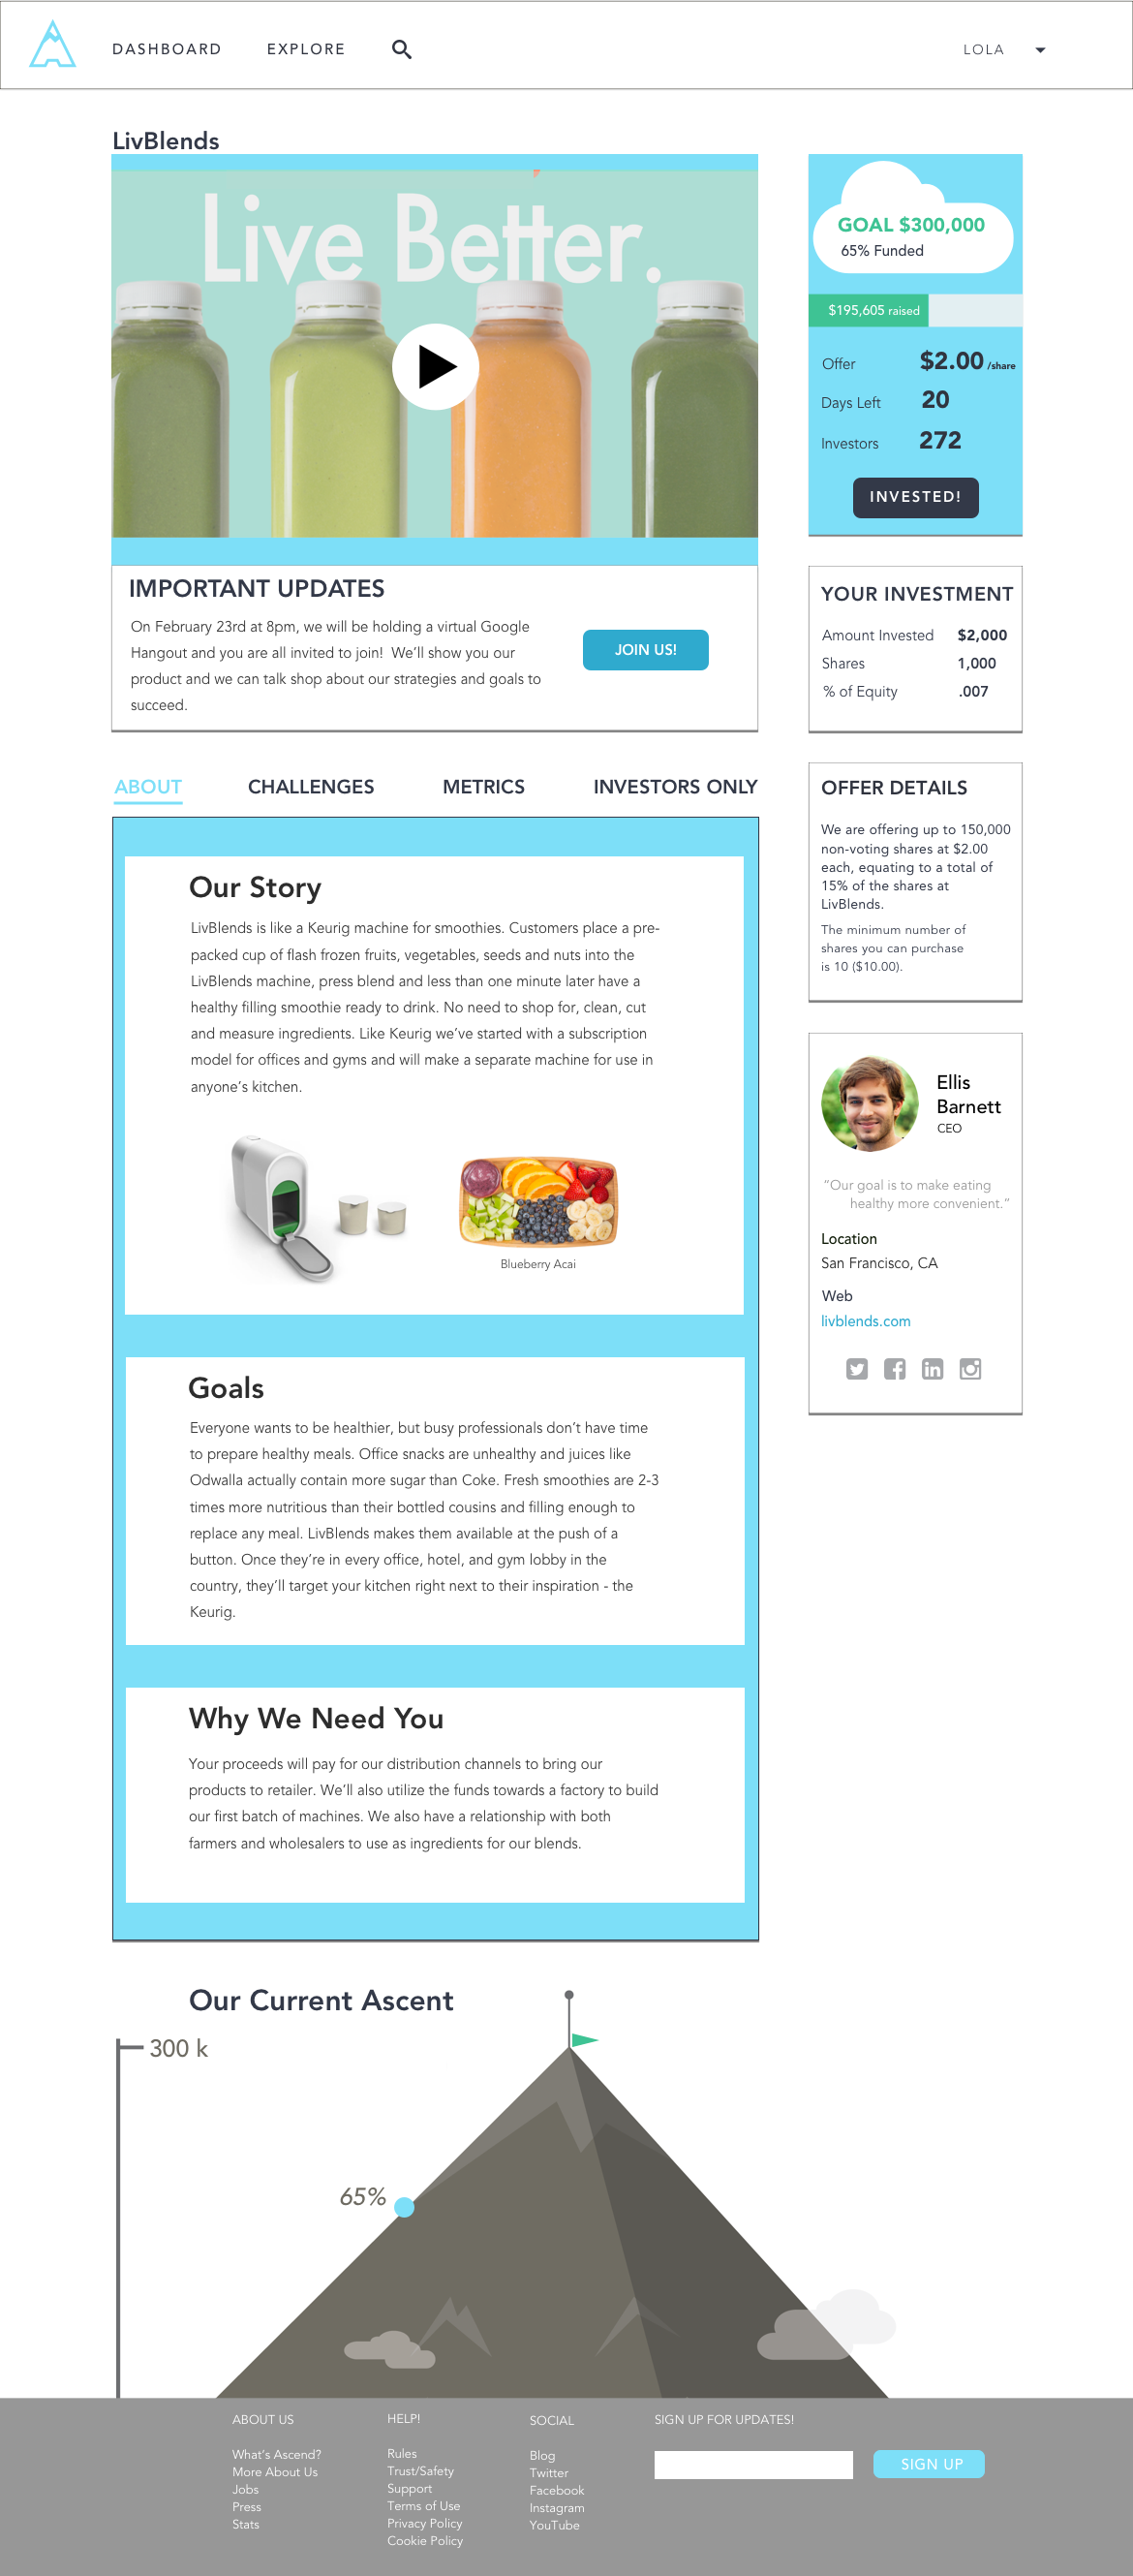 DASHBOARD EXPLORE LOLA
LivBlends
Live Better.
IMPORTANT UPDATES
On February 23rd at 8pm, we will be holding a virtual Google
Hangout and you are all invited to join!  We’ll show you our
product and we can talk shop about our strategies and goals to
succeed.
JOIN US!
GOAL $300,000
65% Funded
$195,605 raised
Offer $2.00 /share
Days Left 20
Investors 272
INVESTED!
YOUR INVESTMENT
Amount Invested $2,000
Shares 1,000
% of Equity .007
OFFER DETAILS
We are offering up to 150,000
non-voting shares at $2.00
each, equating to a total of
15% of the shares at
LivBlends.
The minimum number of
shares you can purchase
is 10 ($10.00).
Ellis
Barnett
CEO
“Our goal is to make eating
healthy more convenient.”
Location
San Francisco, CA
Web
livblends.com
ABOUT CHALLENGES METRICS INVESTORS ONLY
Our Story
LivBlends is like a Keurig machine for smoothies. Customers place a pre-
packed cup of flash frozen fruits, vegetables, seeds and nuts into the
LivBlends machine, press blend and less than one minute later have a
healthy filling smoothie ready to drink. No need to shop for, clean, cut
and measure ingredients. Like Keurig we’ve started with a subscription
model for offices and gyms and will make a separate machine for use in
anyone’s kitchen.
Blueberry Acai
Goals
Everyone wants to be healthier, but busy professionals don’t have time
to prepare healthy meals. Office snacks are unhealthy and juices like
Odwalla actually contain more sugar than Coke. Fresh smoothies are 2-3
times more nutritious than their bottled cousins and filling enough to
replace any meal. LivBlends makes them available at the push of a
button. Once they’re in every office, hotel, and gym lobby in the
country, they’ll target your kitchen right next to their inspiration - the
Keurig.
Why We Need You
Your proceeds will pay for our distribution channels to bring our
products to retailer. We’ll also utilize the funds towards a factory to build
our first batch of machines. We also have a relationship with both
farmers and wholesalers to use as ingredients for our blends.
Our Current Ascent
300 k
65%
ABOUT US
What’s Ascend?
More About Us
Jobs
Press
Stats
HELP!
Rules
Trust/Safety
Support
Terms of Use
Privacy Policy
Cookie Policy
SOCIAL
Blog
Twitter
Facebook
Instagram
YouTube
SIGN UP FOR UPDATES!
SIGN UP